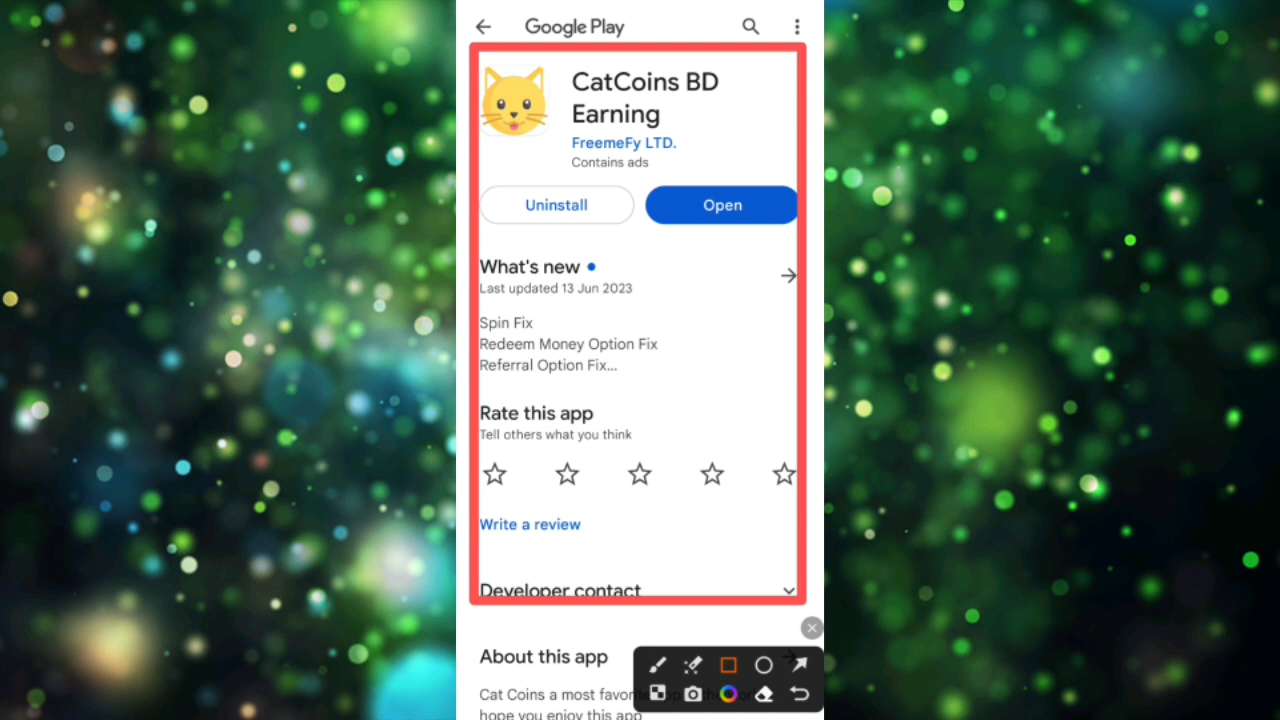 Google Play
CatCoins BD
Earning
FreemeFy LTD.
Contains ads
Uninstall
Open
What's new
Last updated 13 Jun 2023
Spin Fix
Redeem Money Option Fix
Referral Option Fix...
Rate this app
Tell others what you think
Write a review
Developer contact
About this app
Cat Coins a most favorite
hope you enjoy this app